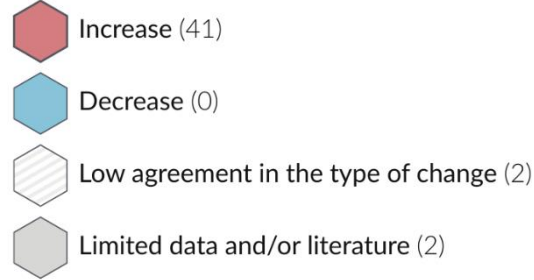 Increase (41)
Decrease (0)
Low agreement in the type of change (2)
Limited data and/or literature (2)